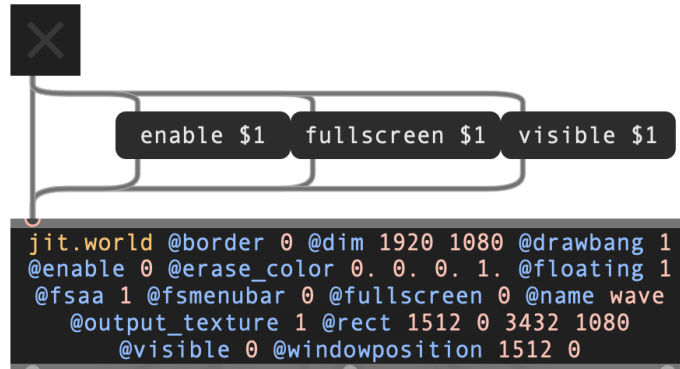 enable $1 fullscreen $1 visible $1
jit.world @border 0 @dim 1920 1080 @drawbang 1
@enable 0 @erase_color 0. 0. 0. 1. @floating 1
@fsaa 1 @fsmenubar 0 @fullscreen 0 @name wave
@output_texture 1 @rect 1512 0 3432 1080
@visible 0 @windowposition 1512 0